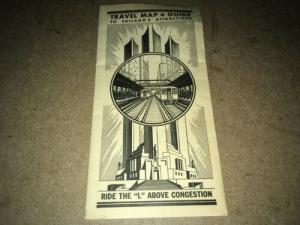 TRAVEL MAP & GUIDE
TO CHICAGO'S ATTRACTIONS
RIDE THE "L" ABOVE CONGESTION